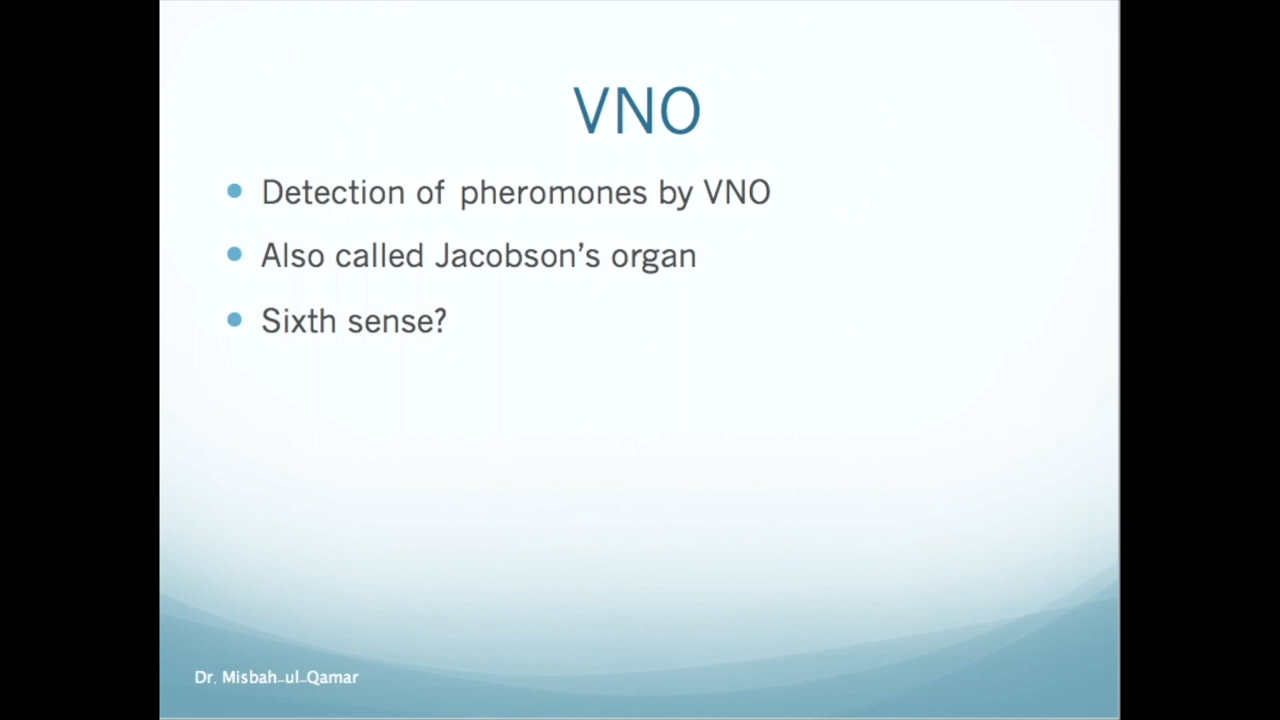 VNO
Detection of pheromones by VNO
Also called Jacobson’s organ
Sixth sense?
Dr. Misbah-ul-Qamar